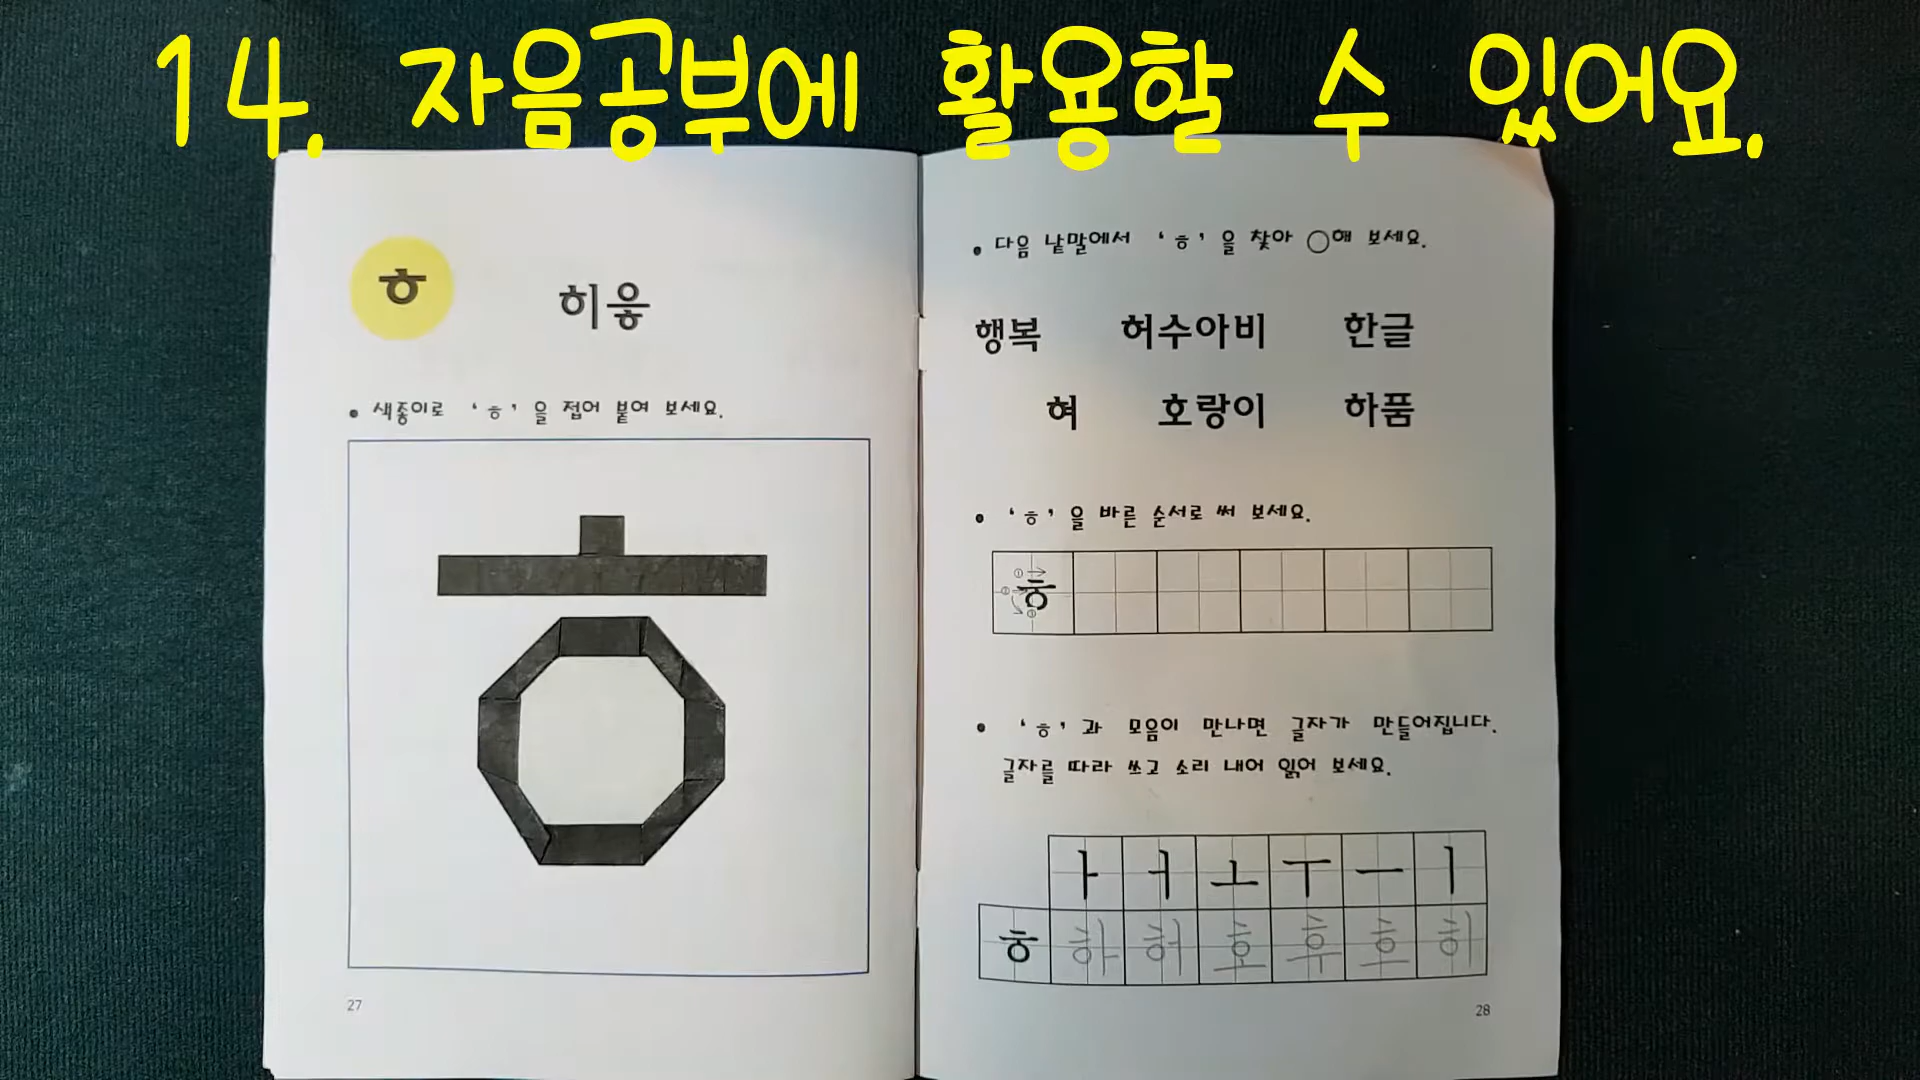 14. 자음공부에 활용할 수 있어요.
ㅎ 히읗
• 색종이로 'ㅎ'을 접어 붙여 보세요.
27
• 다음 낱말에서 'ㅎ'을 찾아 ○해 보세요.
행복 허수아비 한글
혀 호랑이 하품
• 'ㅎ'을 바른 순서로 써 보세요.
① → ② → ③ ㅎ
• 'ㅎ'과 모음이 만나면 글자가 만들어집니다.
글자를 따라 쓰고 소리 내어 읽어 보세요.
ㅏ ㅓ ㅗ ㅜ ㅡ ㅣ
ㅎ 하 허 호 후 흐 히
28